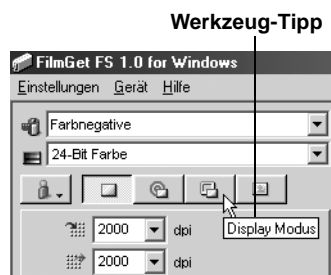 Werkzeug-Tipp
FilmGet FS 1.0 for Windows
Einstellungen Gerät Hilfe
Farbnegative
24-Bit Farbe
2000 dpi
Display Modus
2000 dpi